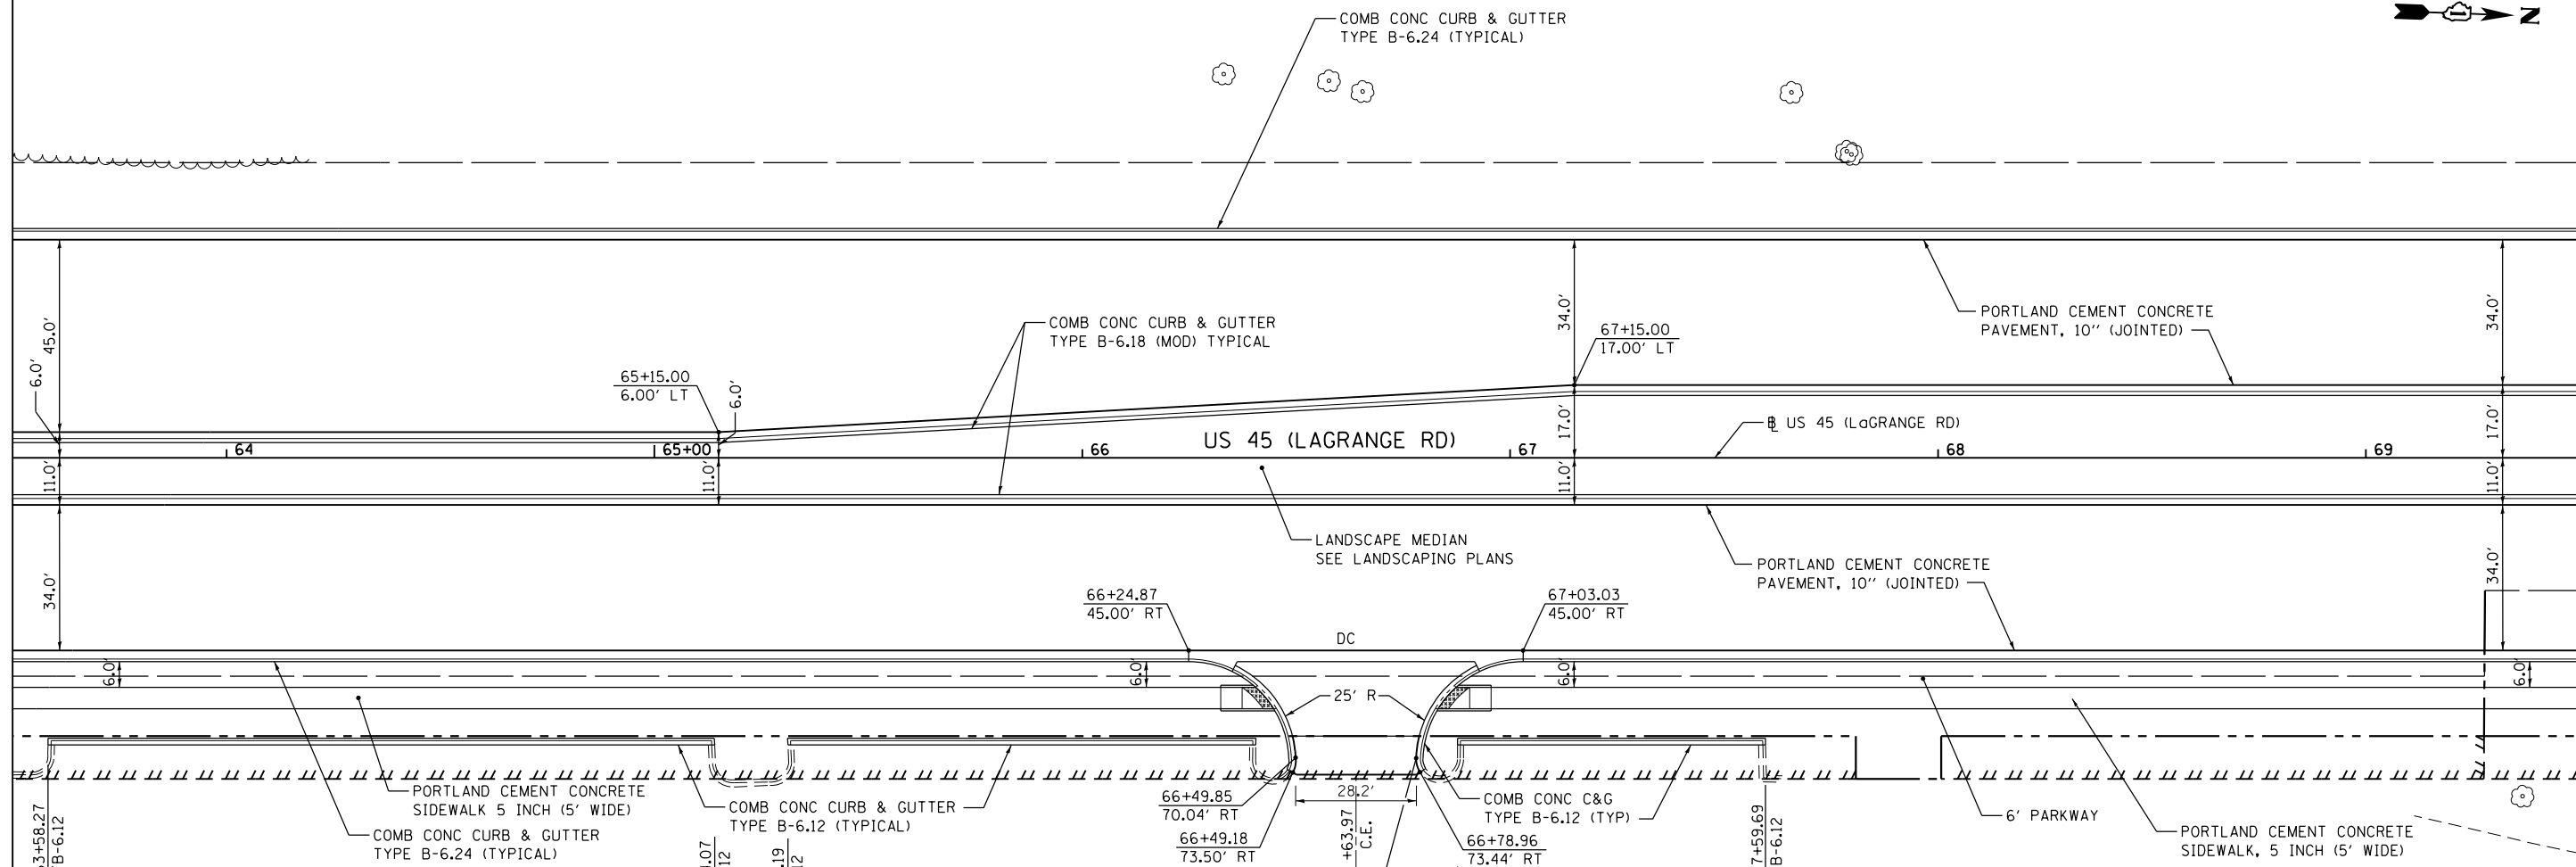 COMB CONC CURB & GUTTER
TYPE B-6.24 (TYPICAL)
1
N
45.0'
6.0'
11.0'
34.0'
COMB CONC CURB & GUTTER
TYPE B-6.18 (MOD) TYPICAL
65+15.00
6.00' LT
6.0'
11.0'
34.0'
67+15.00
17.00' LT
17.0'
11.0'
PORTLAND CEMENT CONCRETE
PAVEMENT, 10'' (JOINTED)
34.0'
17.0'
11.0'
34.0'
US 45 (LAGRANGE RD)
US 45 (LaGRANGE RD)
64
65+00
66
67
68
69
LANDSCAPE MEDIAN
SEE LANDSCAPING PLANS
PORTLAND CEMENT CONCRETE
PAVEMENT, 10'' (JOINTED)
66+24.87
45.00' RT
DC
67+03.03
45.00' RT
6.0'
6.0'
6.0'
6.0'
25' R
PORTLAND CEMENT CONCRETE
SIDEWALK 5 INCH (5' WIDE)
COMB CONC CURB & GUTTER
TYPE B-6.24 (TYPICAL)
COMB CONC CURB & GUTTER
TYPE B-6.12 (TYPICAL)
66+49.85
70.04' RT
66+49.18
73.50' RT
28.2'
+63.97
C.E.
COMB CONC C&G
TYPE B-6.12 (TYP)
66+78.96
73.44' RT
6' PARKWAY
PORTLAND CEMENT CONCRETE
SIDEWALK, 5 INCH (5' WIDE)
63+58.27
B-6.12
.07
12
.19
12
7+59.69
B-6.12